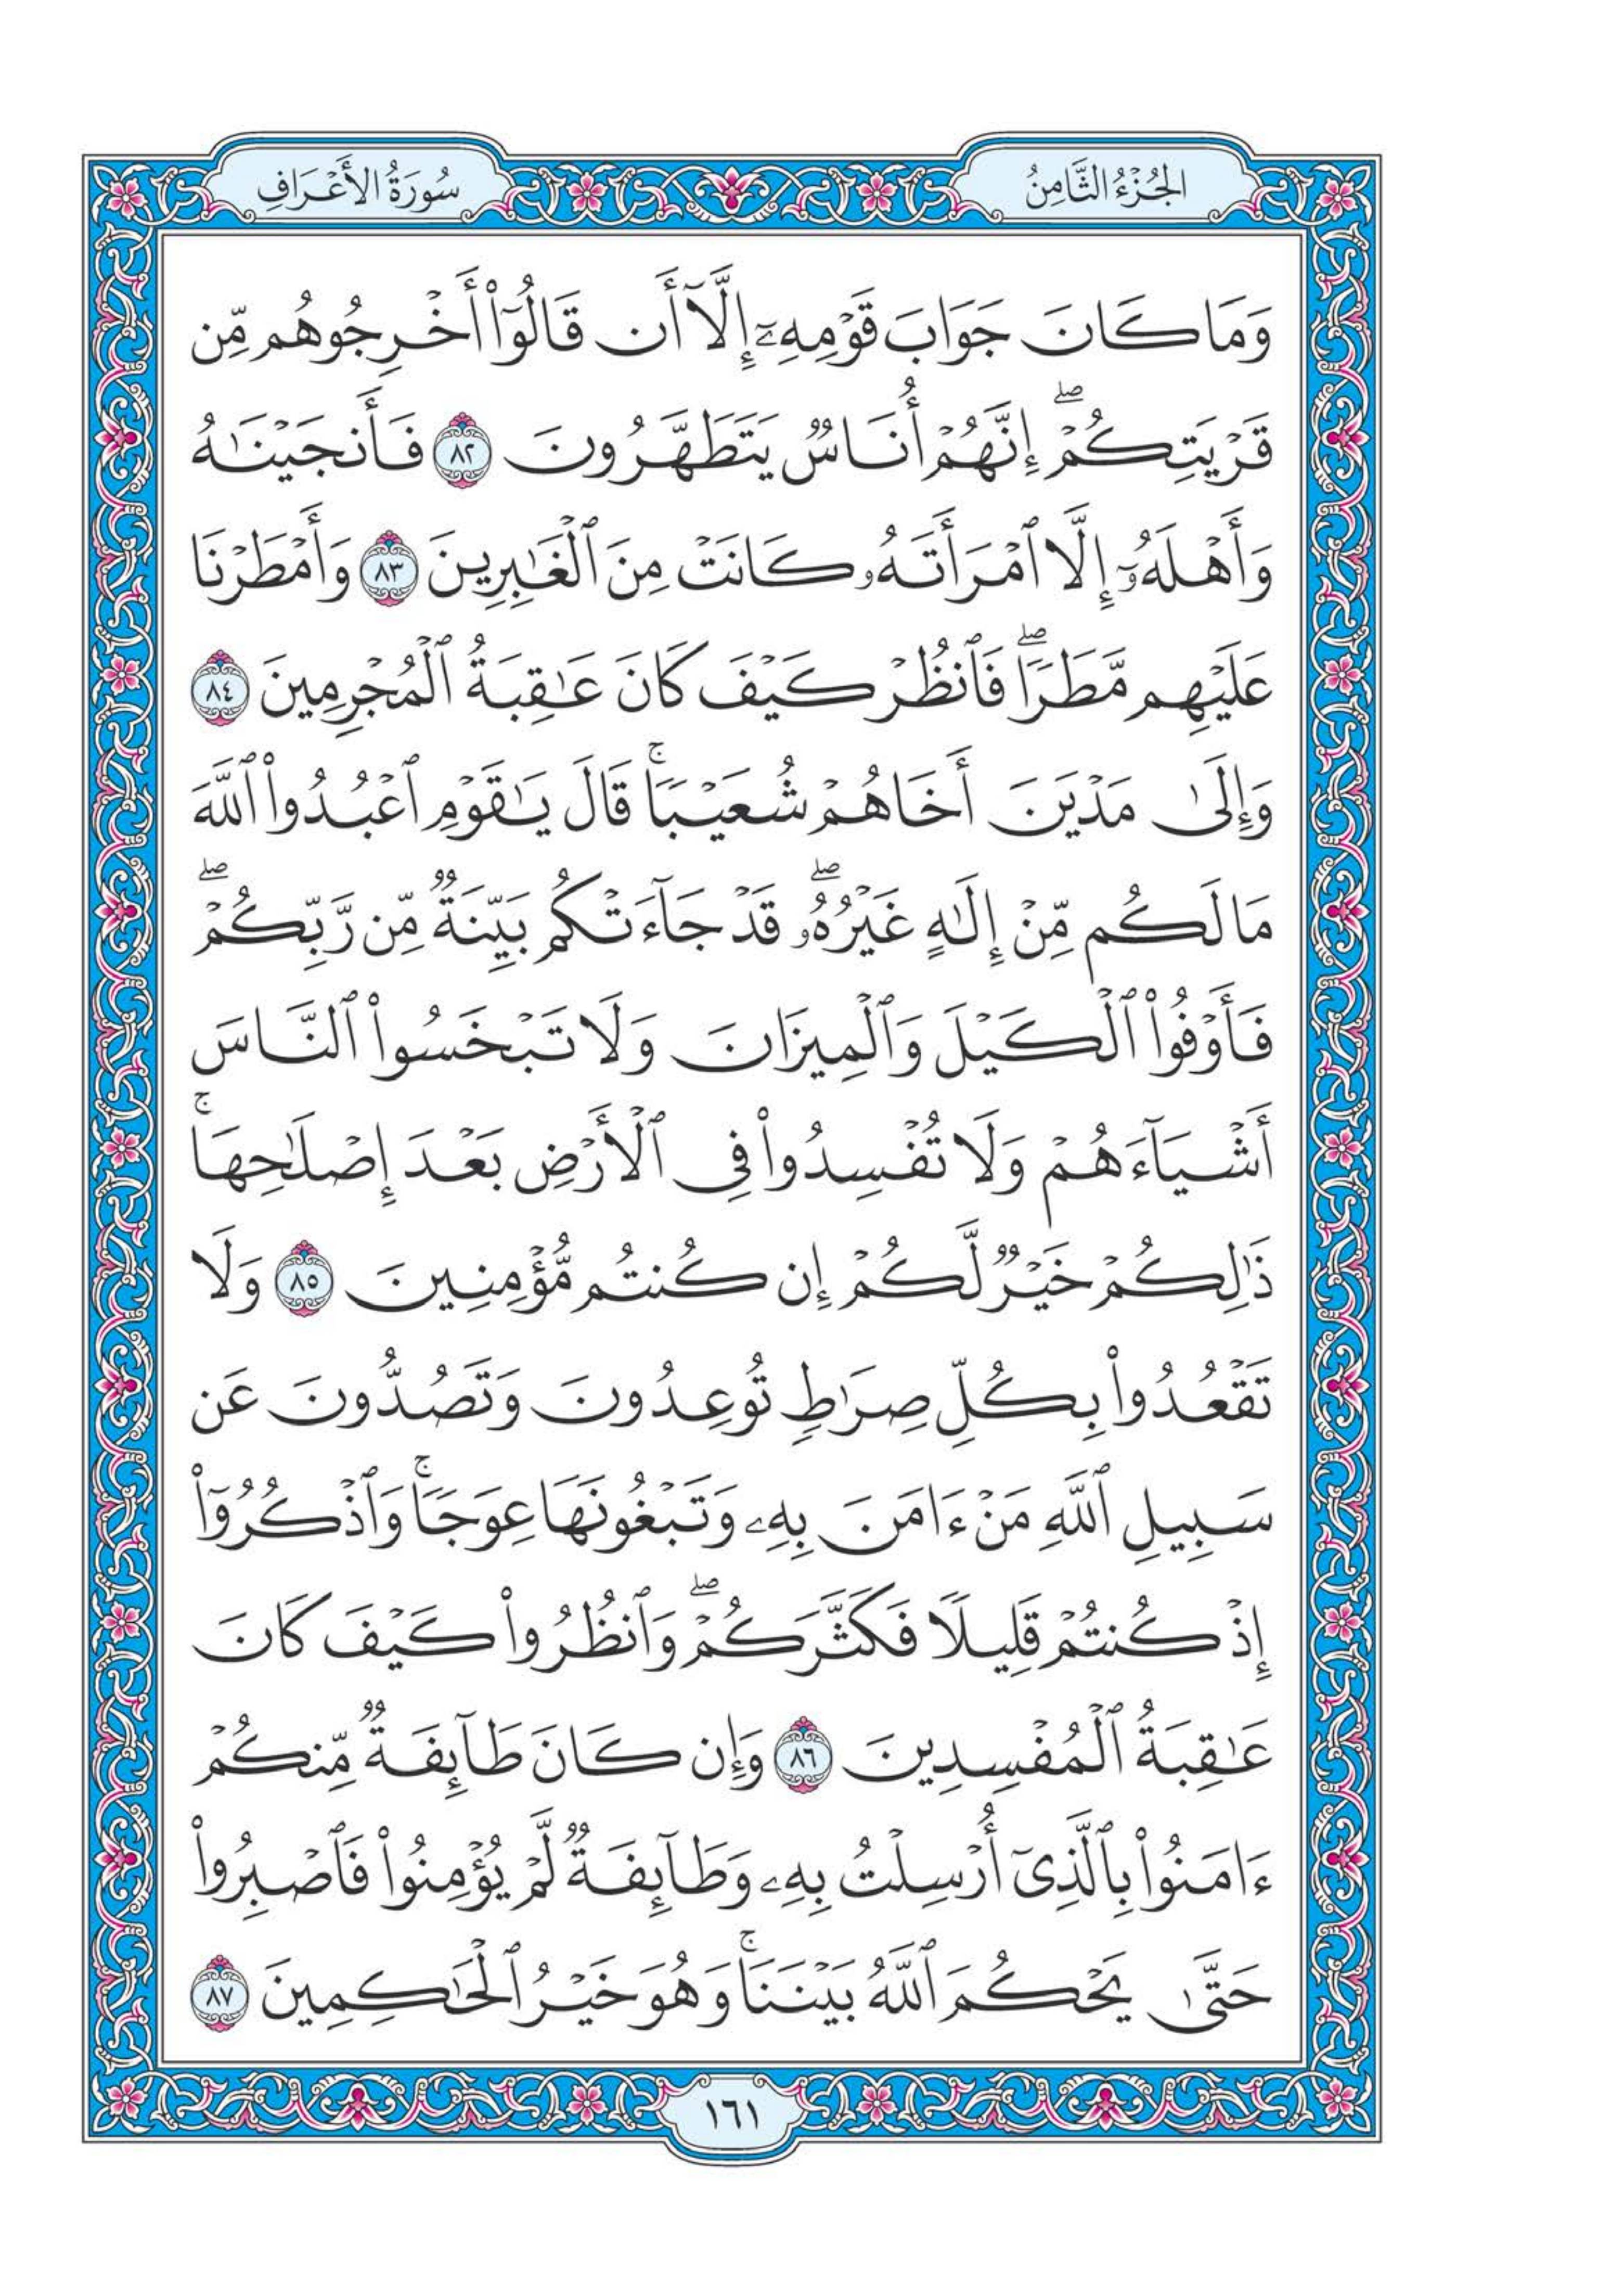 الجُزْءُ الثَّامِنُ
سُورَةُ الأَعْرَافِ
وَمَا كَانَ جَوَابَ قَوْمِهِۦٓ إِلَّآ أَن قَالُوٓا۟ أَخْرِجُوهُم مِّن
قَرْيَتِكُمْ ۖ إِنَّهُمْ أُنَاسٌ يَتَطَهَّرُونَ ٨٢ فَأَنجَيْنَـٰهُ
وَأَهْلَهُۥٓ إِلَّا ٱمْرَأَتَهُۥ كَانَتْ مِنَ ٱلْغَـٰبِرِينَ ٨٣ وَأَمْطَرْنَا
عَلَيْهِم مَّطَرًا ۖ فَٱنظُرْ كَيْفَ كَانَ عَـٰقِبَةُ ٱلْمُجْرِمِينَ ٨٤
وَإِلَىٰ مَدْيَنَ أَخَاهُمْ شُعَيْبًا ۚ قَالَ يَـٰقَوْمِ ٱعْبُدُوا۟ ٱللَّهَ
مَا لَكُم مِّنْ إِلَـٰهٍ غَيْرُهُۥ ۖ قَدْ جَآءَتْكُم بَيِّنَةٌ مِّن رَّبِّكُمْ ۖ
فَأَوْفُوا۟ ٱلْكَيْلَ وَٱلْمِيزَانَ وَلَا تَبْخَسُوا۟ ٱلنَّاسَ
أَشْيَآءَهُمْ وَلَا تُفْسِدُوا۟ فِى ٱلْأَرْضِ بَعْدَ إِصْلَـٰحِهَا ۚ
ذَٰلِكُمْ خَيْرٌ لَّكُمْ إِن كُنتُم مُّؤْمِنِينَ ٨٥ وَلَا
تَقْعُدُوا۟ بِكُلِّ صِرَٰطٍ تُوعِدُونَ وَتَصُدُّونَ عَن
سَبِيلِ ٱللَّهِ مَنْ ءَامَنَ بِهِۦ وَتَبْغُونَهَا عِوَجًا ۚ وَٱذْكُرُوٓا۟
إِذْ كُنتُمْ قَلِيلًا فَكَثَّرَكُمْ ۖ وَٱنظُرُوا۟ كَيْفَ كَانَ
عَـٰقِبَةُ ٱلْمُفْسِدِينَ ٨٦ وَإِن كَانَ طَآئِفَةٌ مِّنكُمْ
ءَامَنُوا۟ بِٱلَّذِىٓ أُرْسِلْتُ بِهِۦ وَطَآئِفَةٌ لَّمْ يُؤْمِنُوا۟ فَٱصْبِرُوا۟
حَتَّىٰ يَحْكُمَ ٱللَّهُ بَيْنَنَا ۚ وَهُوَ خَيْرُ ٱلْحَـٰكِمِينَ ٨٧
١٦١